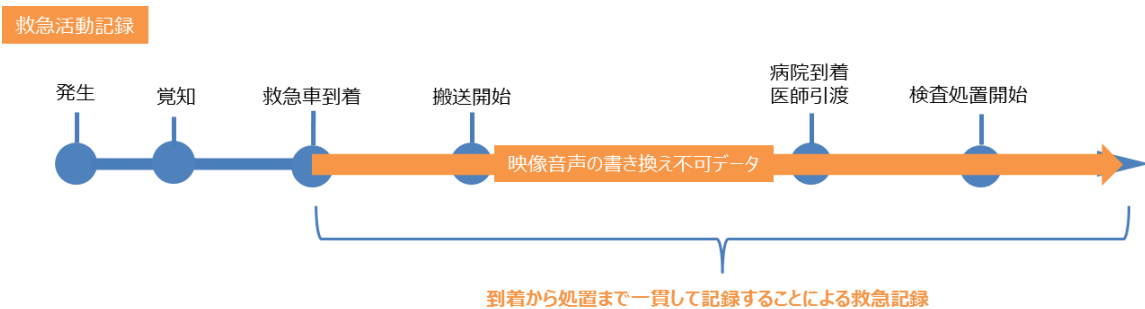 救急活動記録
発生
覚知
救急車到着
搬送開始
病院到着
医師引渡
検査処置開始
映像音声の書き換え不可データ
到着から処置まで一貫して記録することによる救急記録